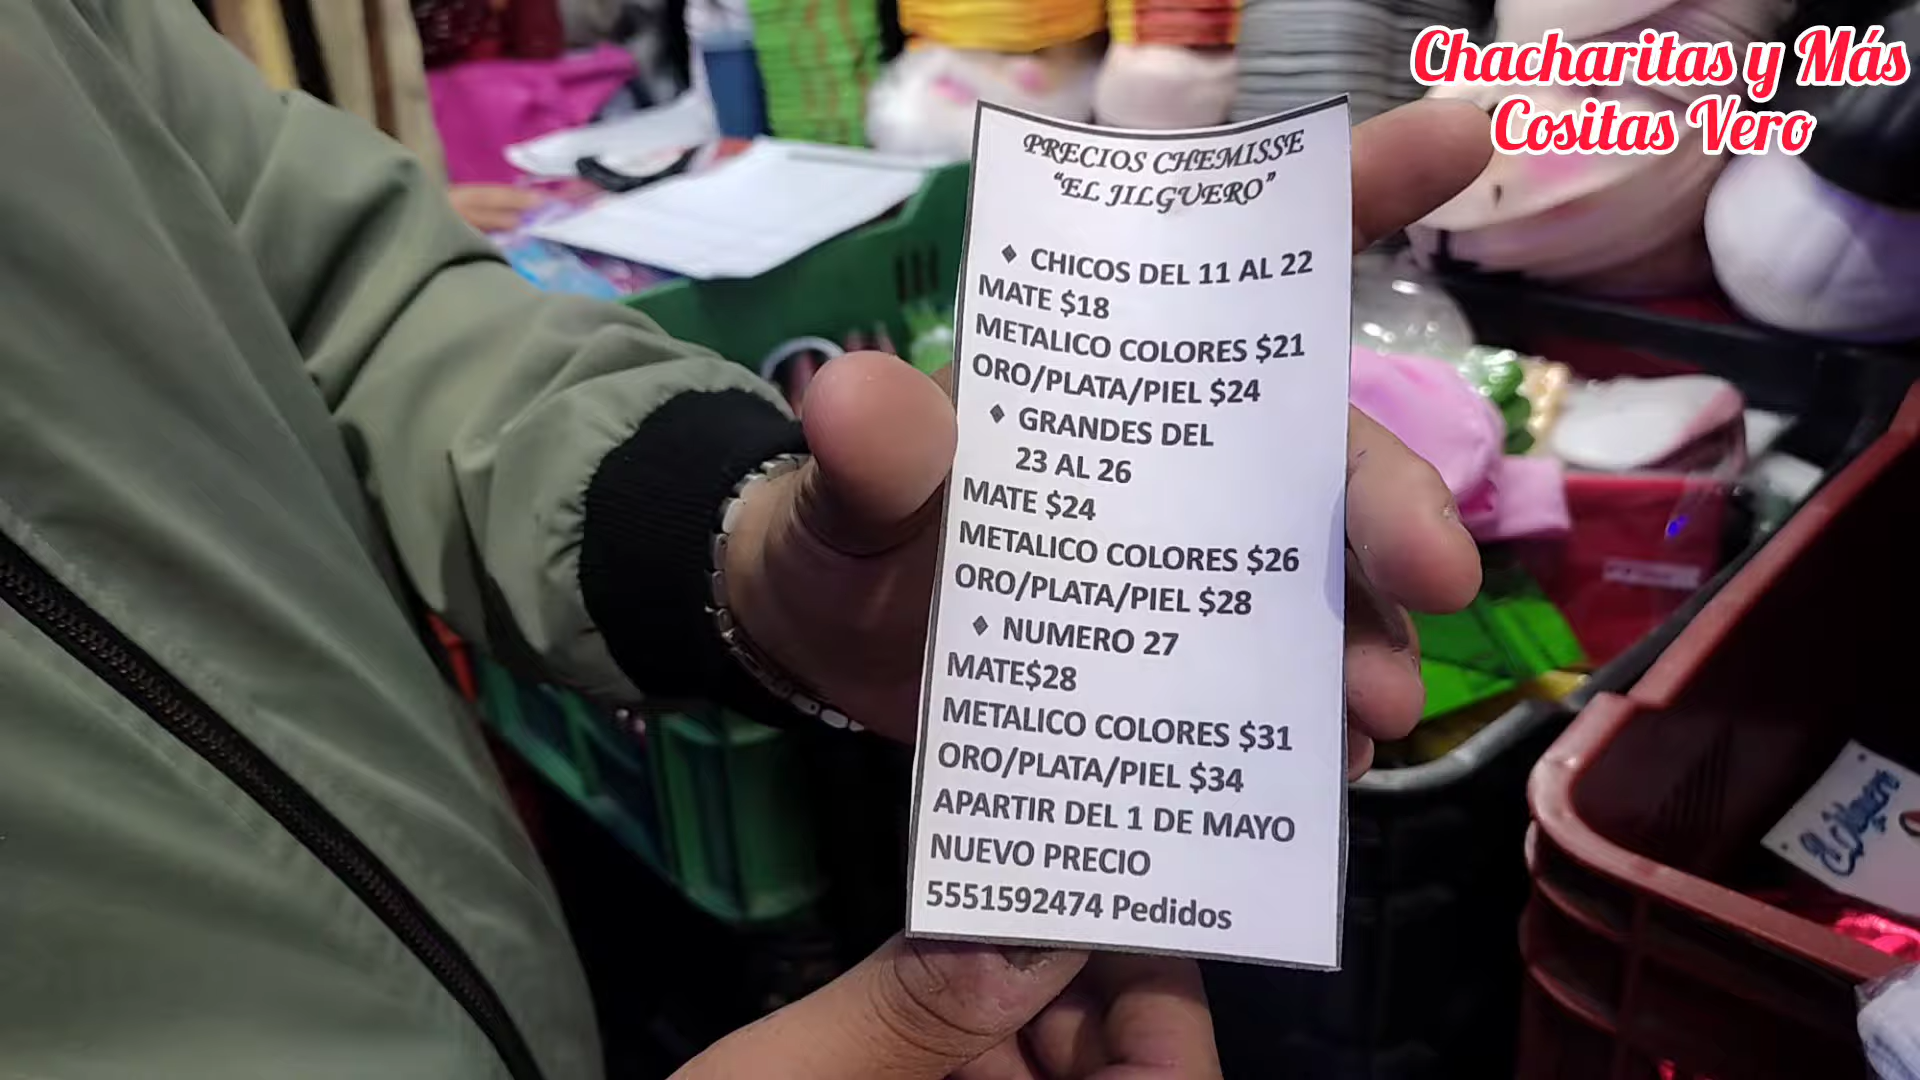 Chacharitas y Más
Cositas Vero
PRECIOS CHEMISSE
"EL JILGUERO"
♦ CHICOS DEL 11 AL 22
MATE $18
METALICO COLORES $21
ORO/PLATA/PIEL $24
♦ GRANDES DEL
23 AL 26
MATE $24
METALICO COLORES $26
ORO/PLATA/PIEL $28
♦ NUMERO 27
MATE$28
METALICO COLORES $31
ORO/PLATA/PIEL $34
APARTIR DEL 1 DE MAYO
NUEVO PRECIO
5551592474 Pedidos